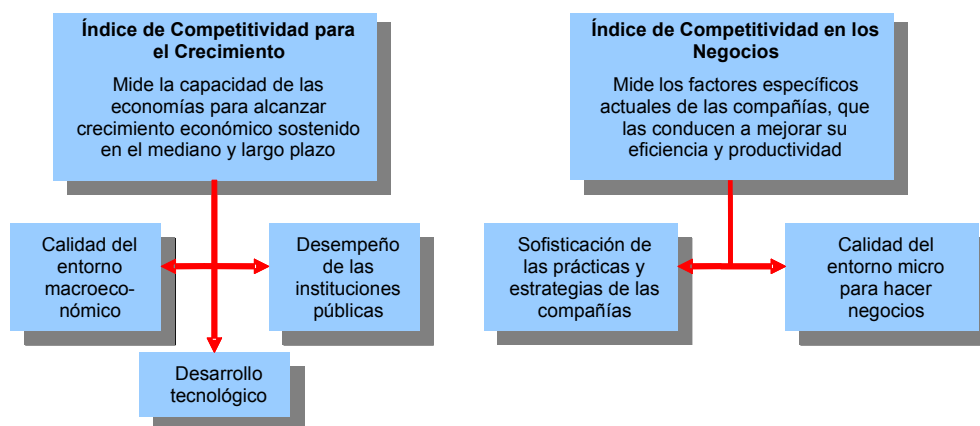 Índice de Competitividad para
el Crecimiento
Mide la capacidad de las
economías para alcanzar
crecimiento económico sostenido
en el mediano y largo plazo
Calidad del
entorno
macroeco-
nómico
Desempeño
de las
instituciones
públicas
Desarrollo
tecnológico
Índice de Competitividad en los
Negocios
Mide los factores específicos
actuales de las compañías, que
las conducen a mejorar su
eficiencia y productividad
Sofisticación de
las prácticas y
estrategias de las
compañías
Calidad del
entorno micro
para hacer
negocios